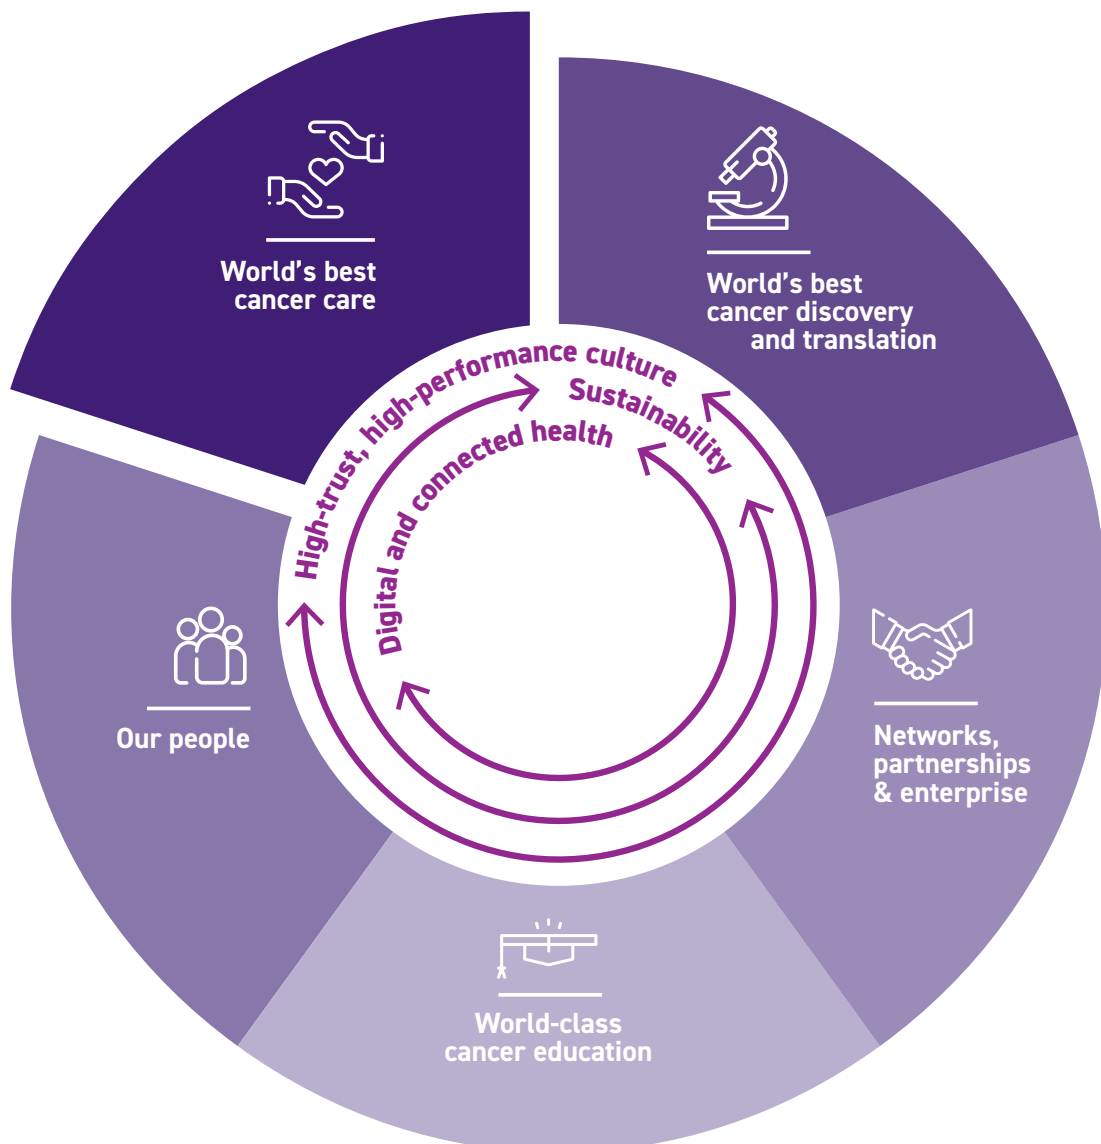 World’s best
cancer care
World’s best
cancer discovery
and translation
High-trust, high-performance culture
Sustainability
Digital and connected health
Our people
Networks,
partnerships
& enterprise
World-class
cancer education